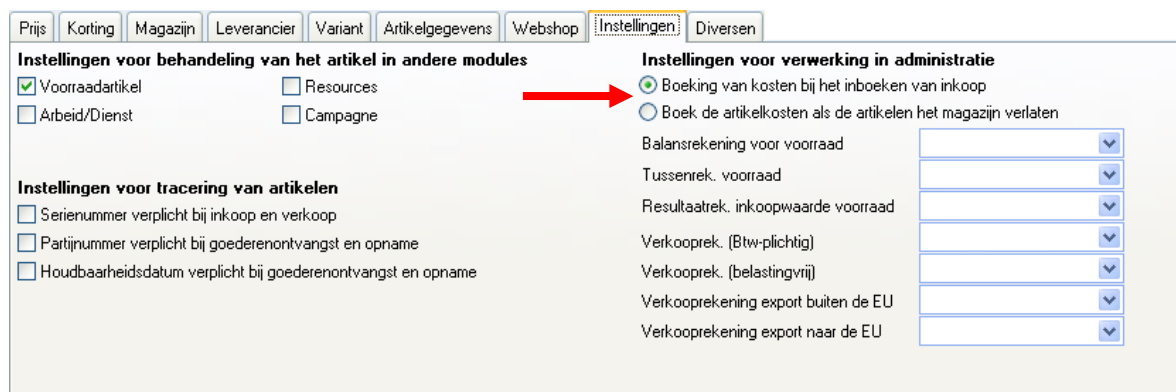 Prijs Korting Magazijn Leverancier Variant Artikelgegevens Webshop Instellingen Diversen
Instellingen voor behandeling van het artikel in andere modules
Voorraadartikel Resources
Arbeid/Dienst Campagne
Instellingen voor tracering van artikelen
Serienummer verplicht bij inkoop en verkoop
Partijnummer verplicht bij goederenontvangst en opname
Houdbaarheidsdatum verplicht bij goederenontvangst en opname
Instellingen voor verwerking in administratie
Boeking van kosten bij het inboeken van inkoop
Boek de artikelkosten als de artikelen het magazijn verlaten
Balansrekening voor voorraad
Tussenrek. voorraad
Resultaatrek. inkoopwaarde voorraad
Verkooprek. (Btw-plichtig)
Verkooprek. (belastingvrij)
Verkooprekening export buiten de EU
Verkooprekening export naar de EU